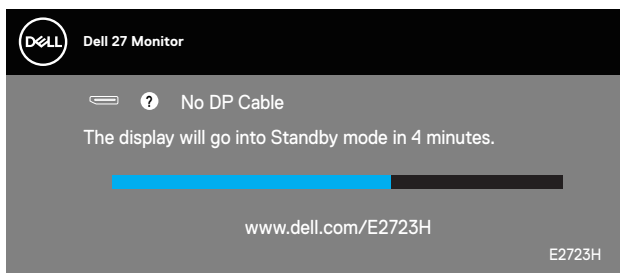 DELL
Dell 27 Monitor
? No DP Cable
The display will go into Standby mode in 4 minutes.
www.dell.com/E2723H
E2723H